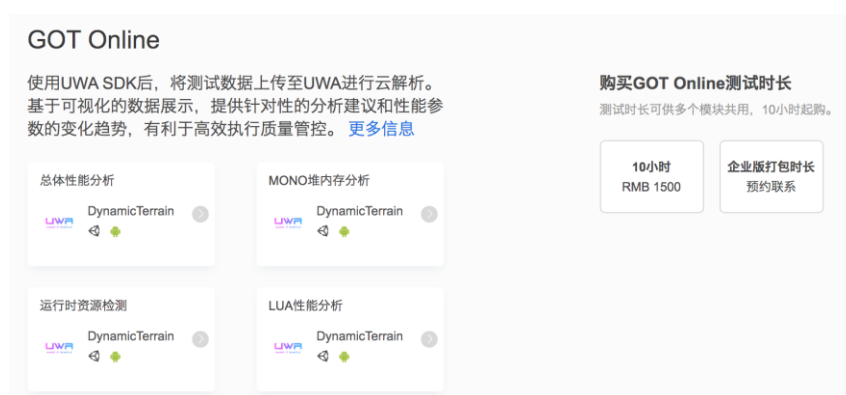 GOT Online
使用UWA SDK后，将测试数据上传至UWA进行云解析。
基于可视化的数据展示，提供针对性的分析建议和性能参
数的变化趋势，有利于高效执行质量管控。 更多信息
购买GOT Online测试时长
测试时长可供多个模块共用，10小时起购。
10小时
RMB 1500
企业版打包时长
预约联系
总体性能分析
UWA
DynamicTerrain
MONO堆内存分析
UWA
DynamicTerrain
运行时资源检测
UWA
DynamicTerrain
LUA性能分析
UWA
DynamicTerrain